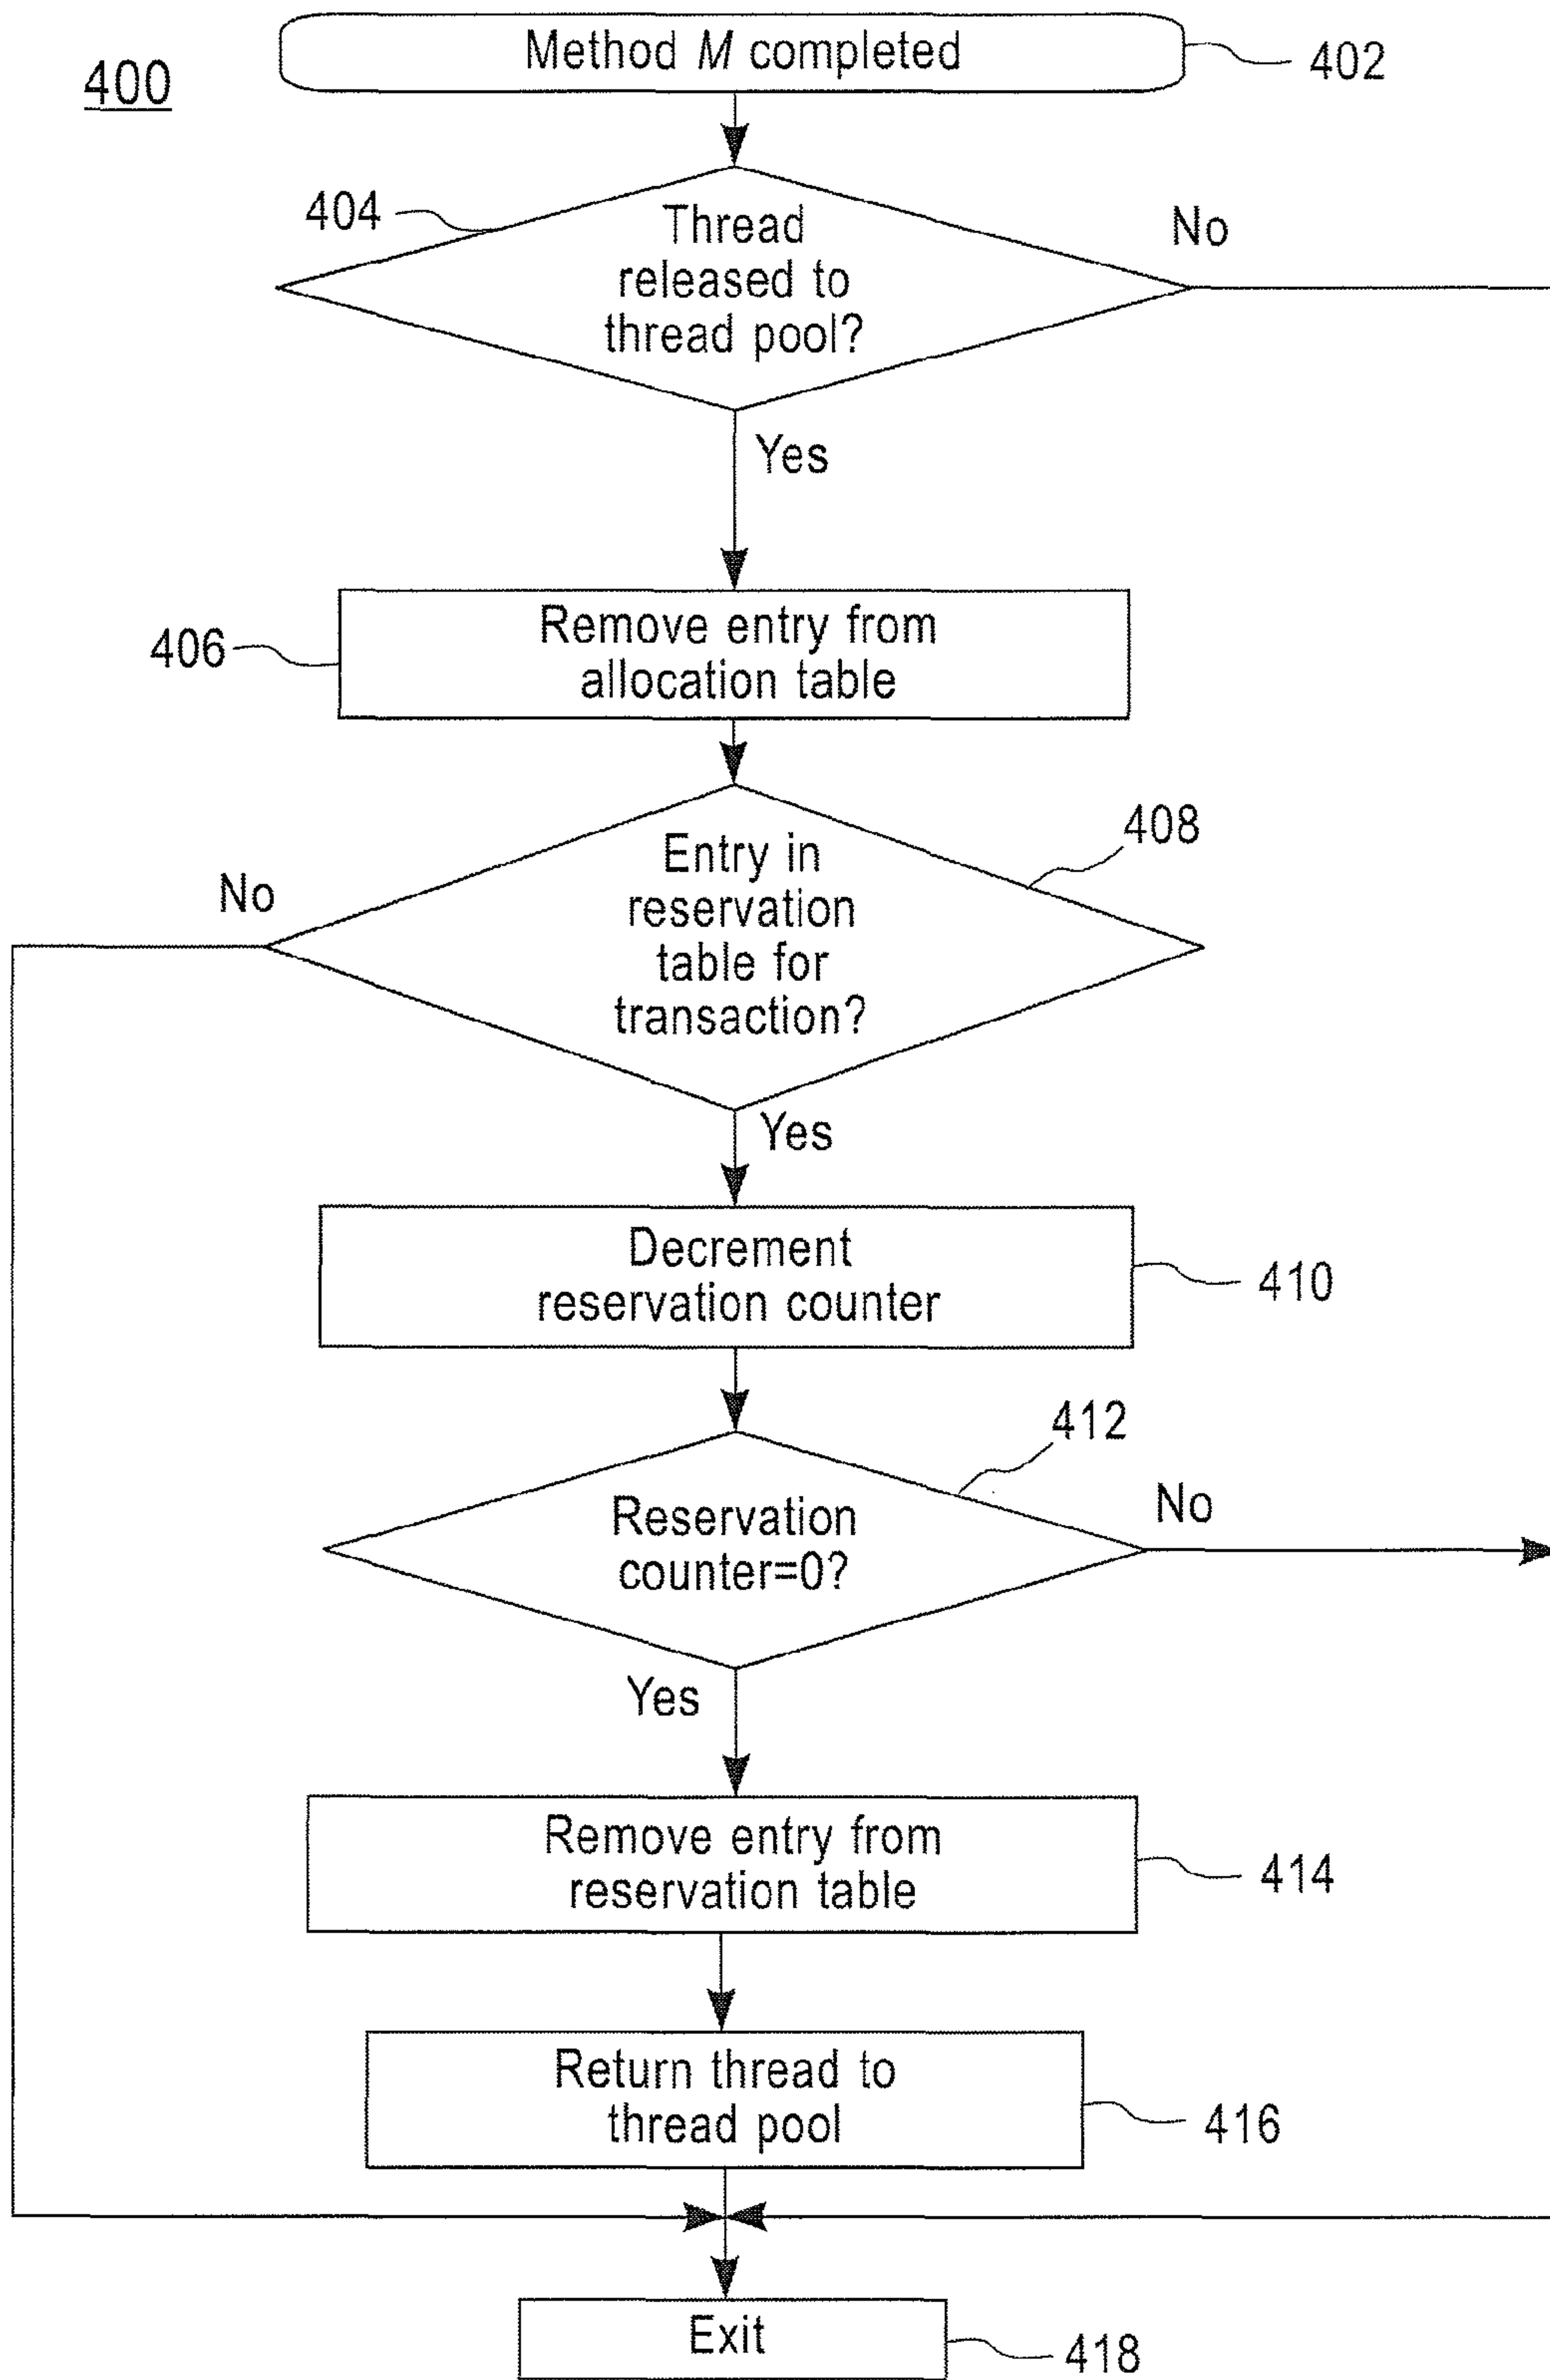 400
Method M completed
402
404
Thread
released to
thread pool?
No
Yes
406
Remove entry from
allocation table
408
Entry in
reservation
table for
transaction?
No
Yes
Decrement
reservation counter
410
412
Reservation
counter=0?
No
Yes
Remove entry from
reservation table
414
Return thread to
thread pool
416
Exit
418